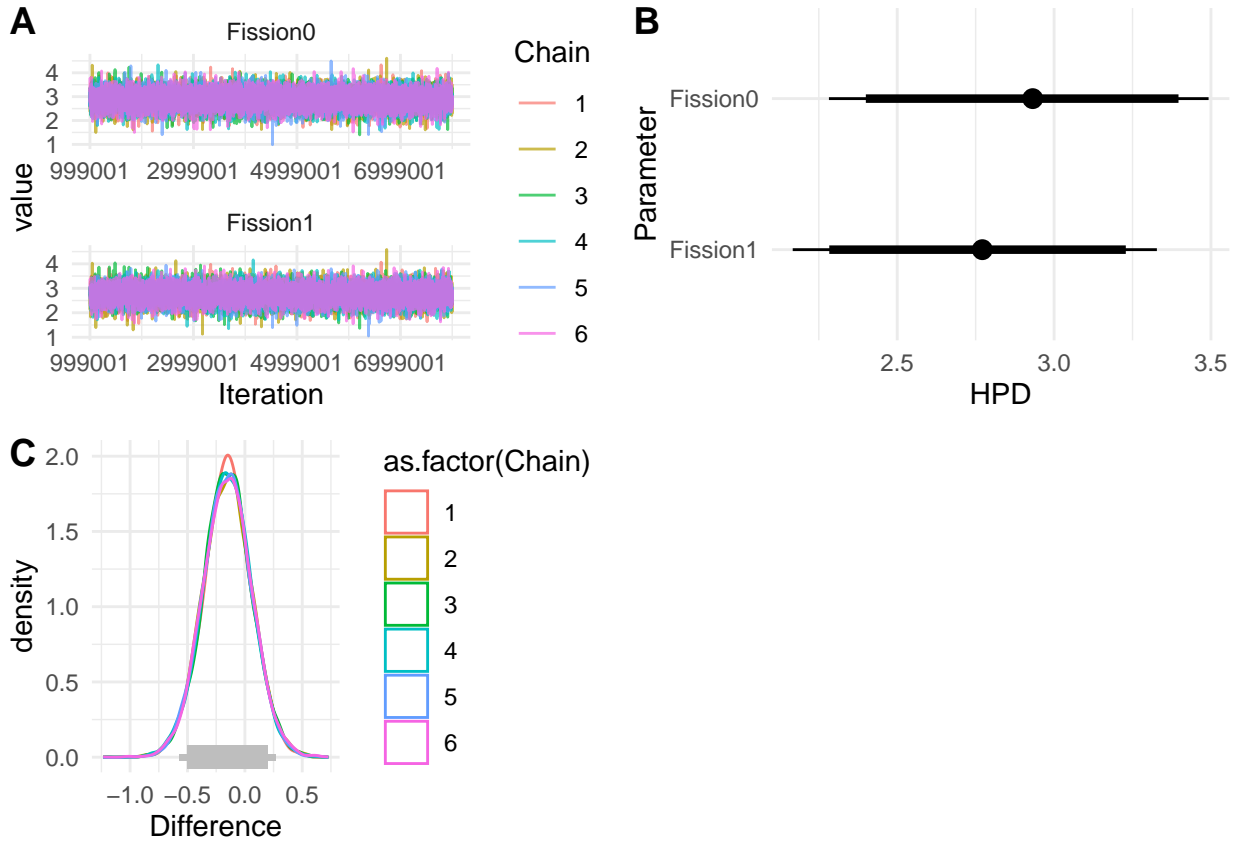 A
Fission0
4
3
2
1
999001 2999001 4999001 6999001
Fission1
4
3
2
1
999001 2999001 4999001 6999001
Iteration
value
Chain
1
2
3
4
5
6
B
Parameter
Fission0
Fission1
2.5 3.0 3.5
HPD
C
density
2.0
1.5
1.0
0.5
0.0
−1.0 −0.5 0.0 0.5
Difference
as.factor(Chain)
1
2
3
4
5
6